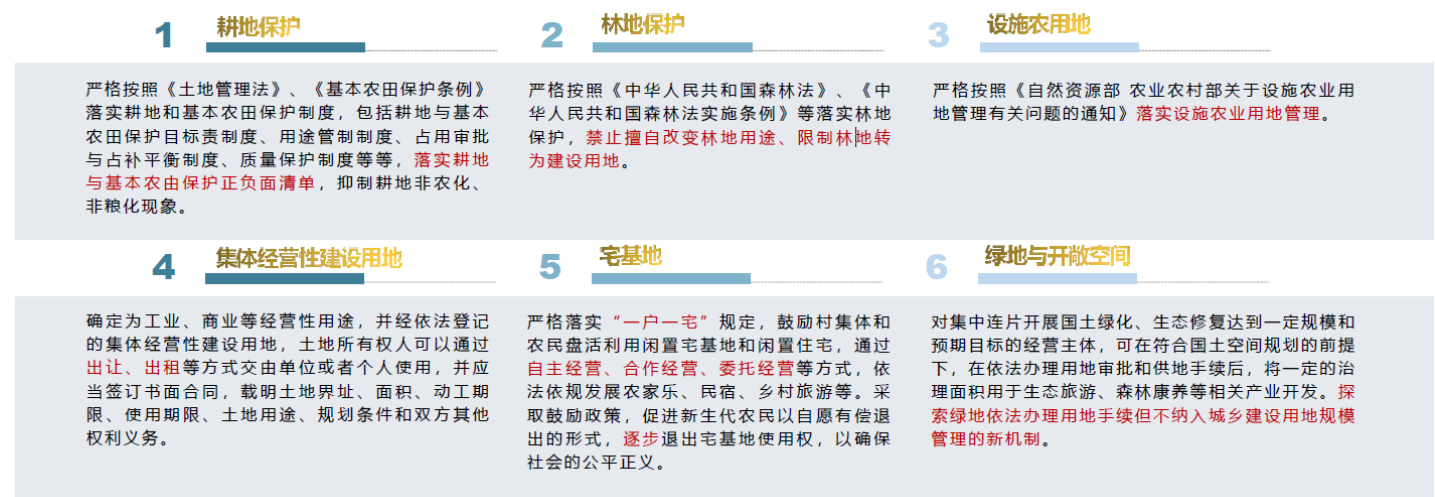 1 耕地保护
严格按照《土地管理法》、《基本农田保护条例》
落实耕地和基本农田保护制度，包括耕地与基本
农田保护目标责制度、用途管制制度、占用审批
与占补平衡制度、质量保护制度等等，落实耕地
与基本农由保护正负面清单，抑制耕地非农化、
非粮化现象。
2 林地保护
严格按照《中华人民共和国森林法》、《中
华人民共和国森林法实施条例》等落实林地
保护，禁止擅自改变林地用途、限制林地转
为建设用地。
3 设施农用地
严格按照《自然资源部 农业农村部关于设施农业用
地管理有关问题的通知》落实设施农业用地管理。
4 集体经营性建设用地
确定为工业、商业等经营性用途，并经依法登记
的集体经营性建设用地，土地所有权人可以通过
出让、出租等方式交由单位或者个人使用，并应
当签订书面合同，载明土地界址、面积、动工期
限、使用期限、土地用途、规划条件和双方其他
权利义务。
5 宅基地
严格落实“一户一宅”规定，鼓励村集体和
农民盘活利用闲置宅基地和闲置住宅，通过
自主经营、合作经营、委托经营等方式，依
法依规发展农家乐、民宿、乡村旅游等。采
取鼓励政策，促进新生代农民以自愿有偿退
出的形式，逐步退出宅基地使用权，以确保
社会的公平正义。
6 绿地与开敞空间
对集中连片开展国土绿化、生态修复达到一定规模和
预期目标的经营主体，可在符合国土空间规划的前提
下，在依法办理用地审批和供地手续后，将一定的治
理面积用于生态旅游、森林康养等相关产业开发。探
索绿地依法办理用地手续但不纳入城乡建设用地规模
管理的新机制。